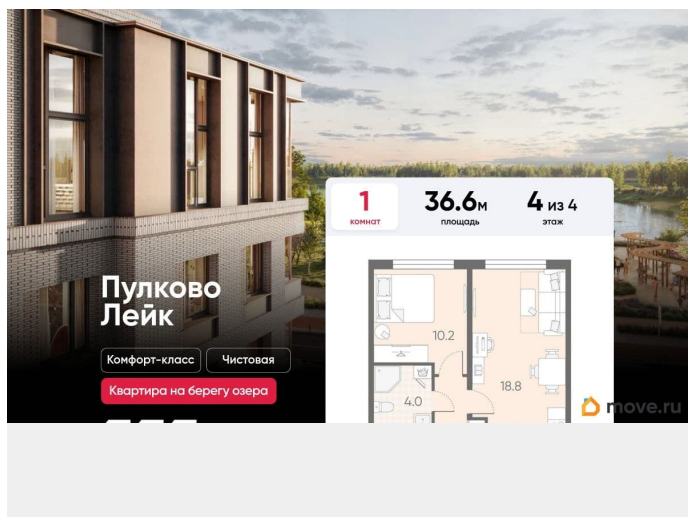 1
комнат
36.6м
площадь
4 из 4
этаж
Пулково
Лейк
Комфорт-класс
Чистовая
Квартира на берегу озера
10.2
18.8
4.0
move.ru